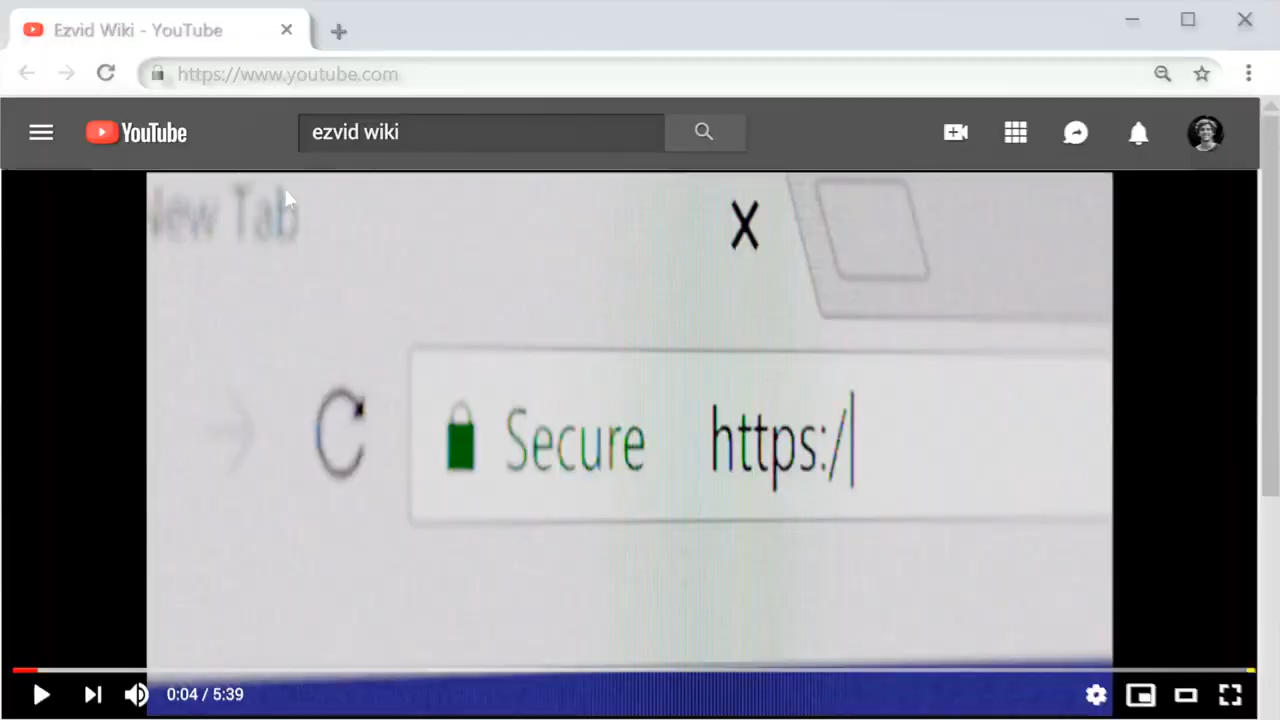 Ezvid Wiki - YouTube
https://www.youtube.com
YouTube
ezvid wiki
New Tab
X
Secure https:/
0:04 / 5:39